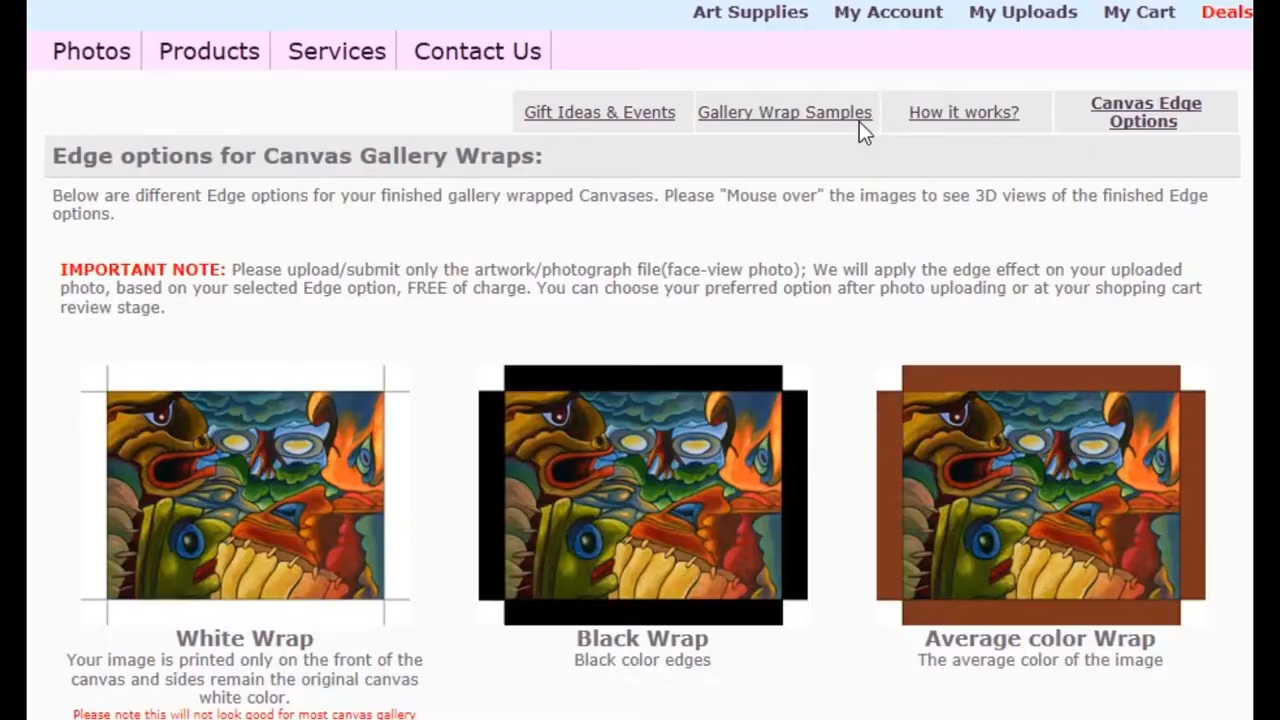 Art Supplies My Account My Uploads My Cart Deals
Photos Products Services Contact Us
Gift Ideas & Events Gallery Wrap Samples How it works? Canvas Edge
Options
Edge options for Canvas Gallery Wraps:
Below are different Edge options for your finished gallery wrapped Canvases. Please "Mouse over" the images to see 3D views of the finished Edge
options.
IMPORTANT NOTE: Please upload/submit only the artwork/photograph file(face-view photo); We will apply the edge effect on your uploaded
photo, based on your selected Edge option, FREE of charge. You can choose your preferred option after photo uploading or at your shopping cart
review stage.
White Wrap
Your image is printed only on the front of the
canvas and sides remain the original canvas
white color.
Please note this will not look good for most canvas gallery
Black Wrap
Black color edges
Average color Wrap
The average color of the image